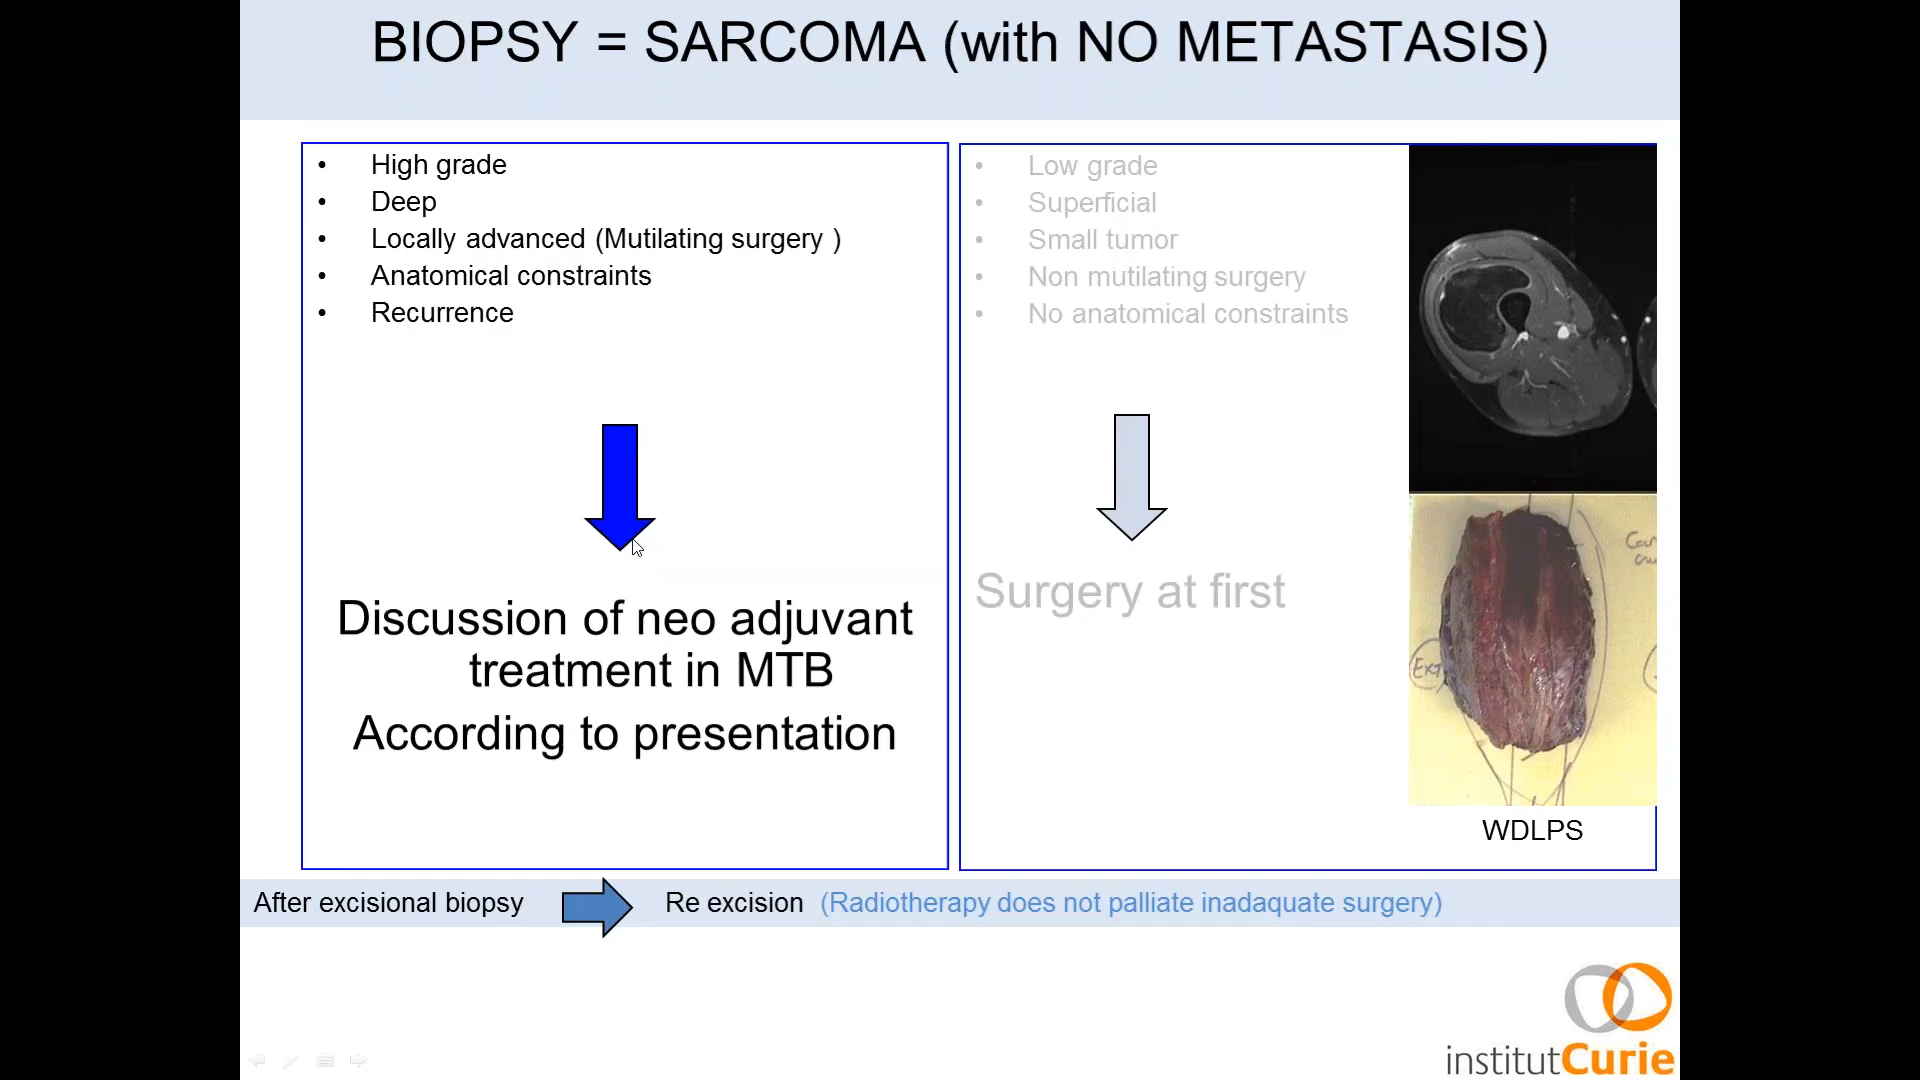 BIOPSY = SARCOMA (with NO METASTASIS)
• High grade
• Deep
• Locally advanced (Mutilating surgery )
• Anatomical constraints
• Recurrence
Discussion of neo adjuvant
treatment in MTB
According to presentation
• Low grade
• Superficial
• Small tumor
• Non mutilating surgery
• No anatomical constraints
Surgery at first
Ext
WDLPS
After excisional biopsy
Re excision (Radiotherapy does not palliate inadaquate surgery)
institutCurie